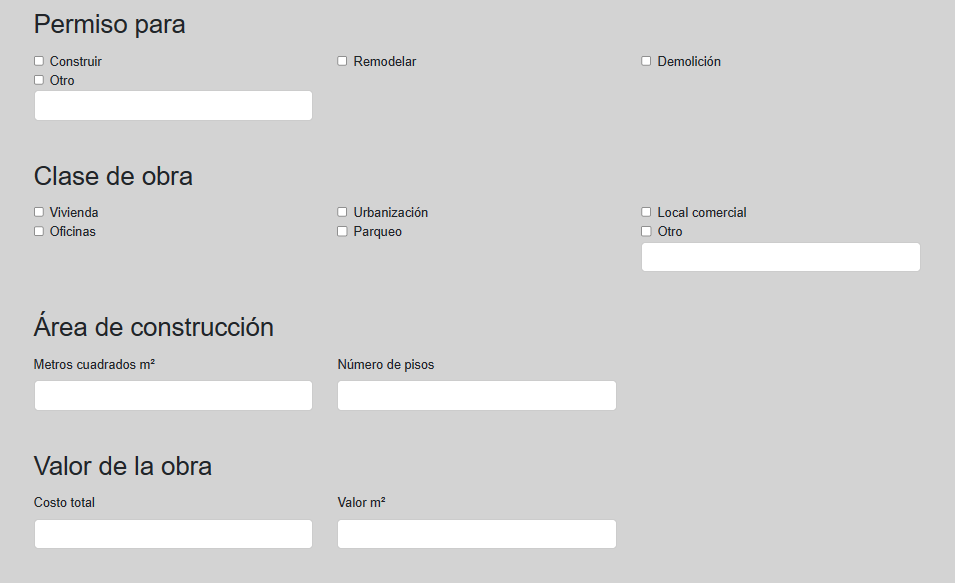 Permiso para
Construir Remodelar Demolición
Otro
Clase de obra
Vivienda Urbanización Local comercial
Oficinas Parqueo Otro
Área de construcción
Metros cuadrados m² Número de pisos
Valor de la obra
Costo total Valor m²